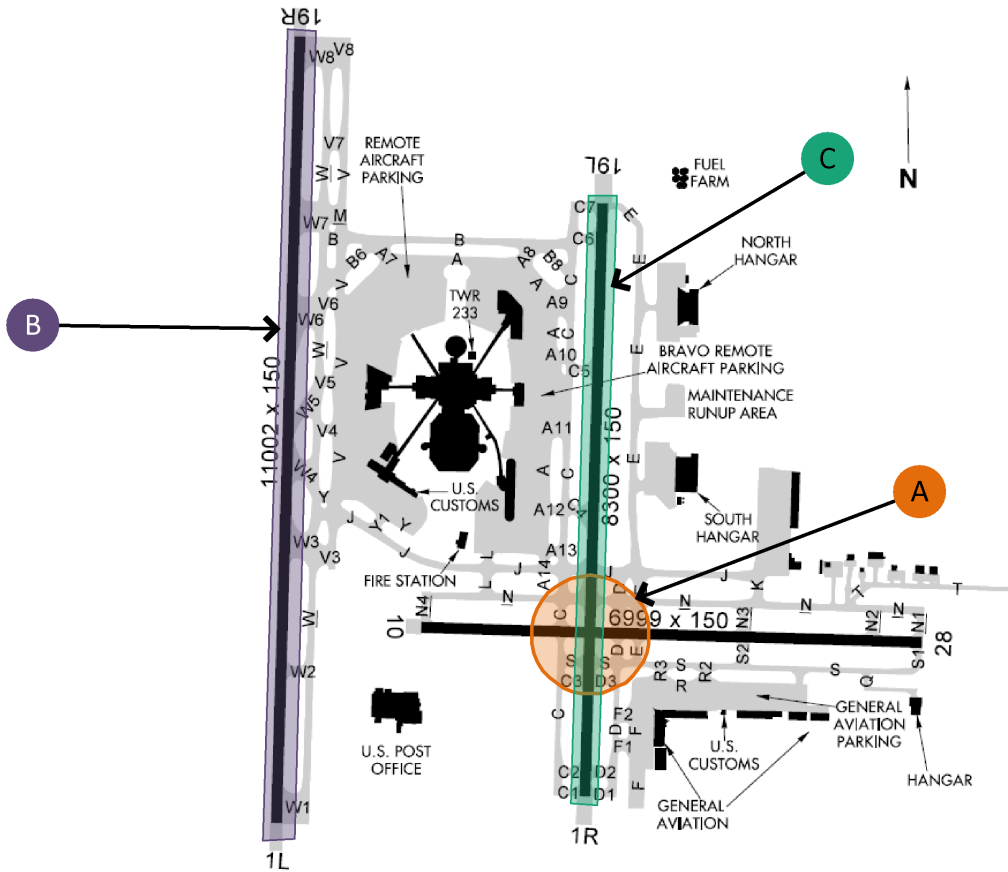 19R
W8
V8
V7
W
V
W7
M
B
B6
A7
REMOTE
AIRCRAFT
PARKING
B
A
A8
B8
A
19L
C7
C6
E
FUEL
FARM
C
N
E
NORTH
HANGAR
B
V
V6
W6
W
V
V5
W5
V4
V
W4
11002 x 150
TWR
233
C
A9
A
C
A10
C5
E
BRAVO REMOTE
AIRCRAFT PARKING
MAINTENANCE
RUNUP AREA
A11
8300 x 150
E
A
C
A
U.S.
CUSTOMS
A12
C4
SOUTH
HANGAR
Y
J
Y1
Y
J
W3
V3
FIRE STATION
L
L
J
A13
A14
J
D
E
J
K
T
T
W
N4
N
N
N3
N
N2
N
N1
10
C
6999 x 150
28
D
E
S2
S1
W2
S
S
R3
S
R2
R
S
Q
C3
D3
U.S. POST
OFFICE
C
D
F2
F
F1
U.S.
CUSTOMS
GENERAL
AVIATION
PARKING
HANGAR
C2
D2
C1
D1
F
W1
GENERAL
AVIATION
1L
1R